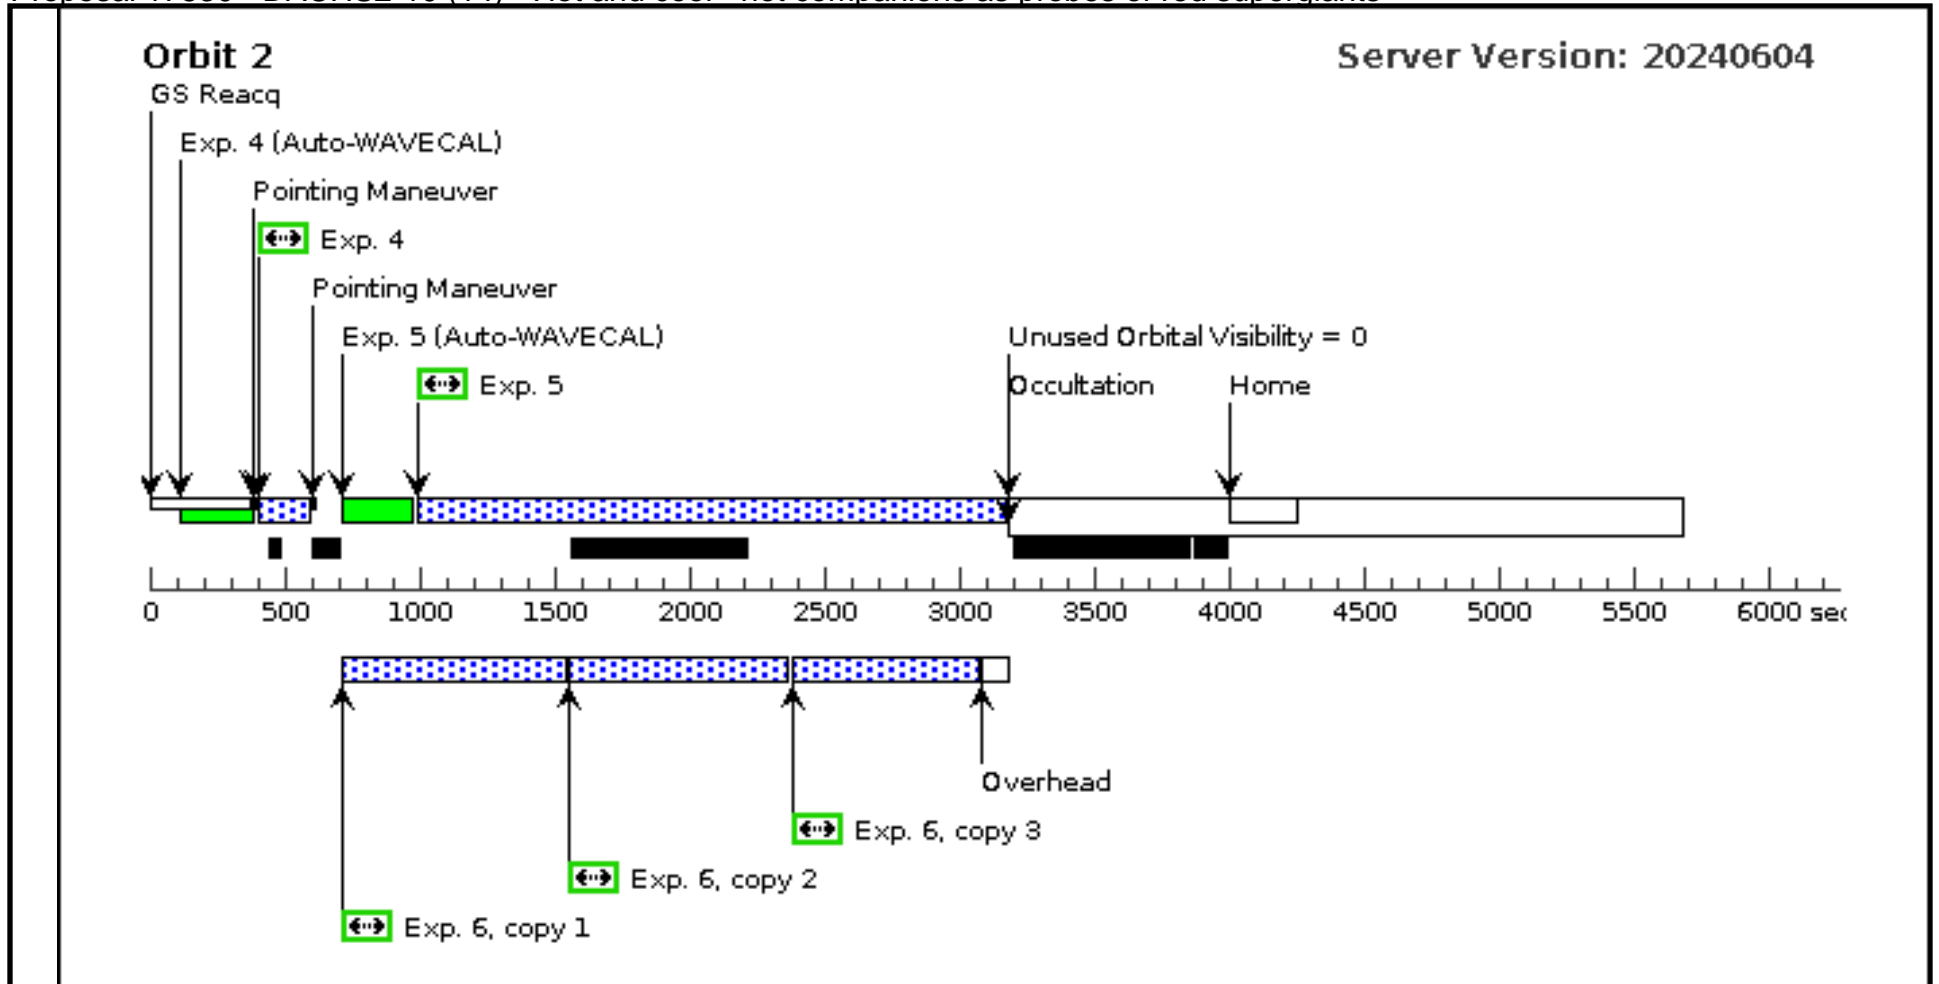 Orbit 2
Server Version: 20240604
GS Reacq
Exp. 4 (Auto-WAVECAL)
Pointing Maneuver
Exp. 4
Pointing Maneuver
Exp. 5 (Auto-WAVECAL)
Unused Orbital Visibility = 0
Exp. 5
Occultation
Home
0 500 1000 1500 2000 2500 3000 3500 4000 4500 5000 5500 6000 sec
Overhead
Exp. 6, copy 3
Exp. 6, copy 2
Exp. 6, copy 1